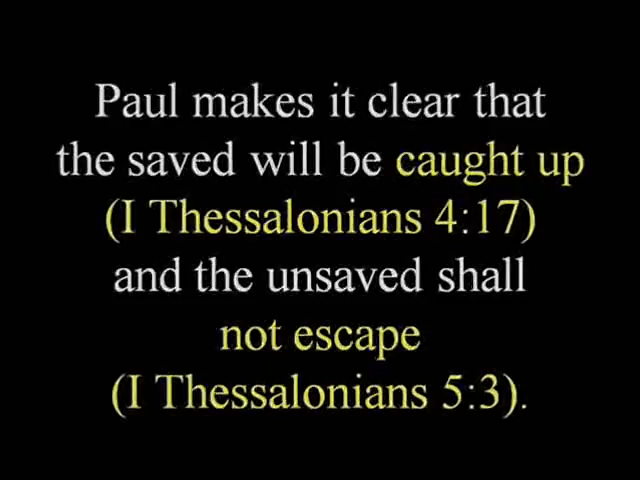 Paul makes it clear that
the saved will be caught up
(I Thessalonians 4:17)
and the unsaved shall
not escape
(I Thessalonians 5:3).